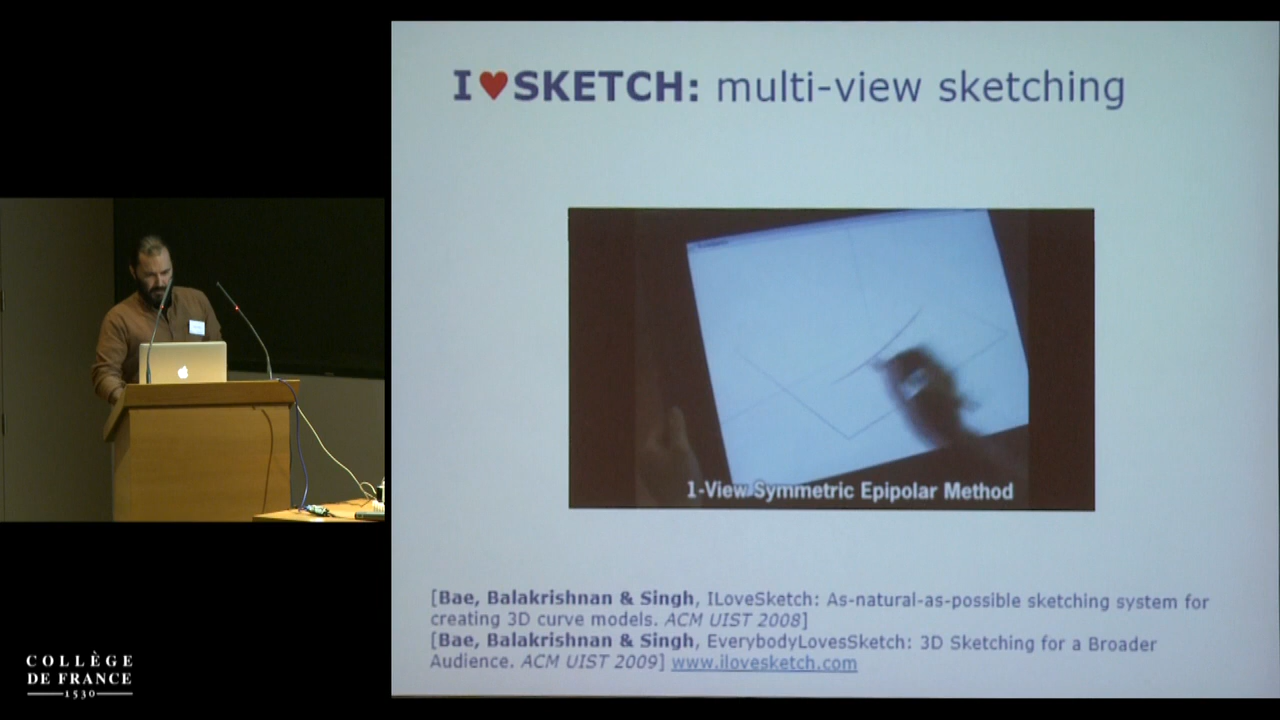 I♥SKETCH: multi-view sketching
1-View Symmetric Epipolar Method
[Bae, Balakrishnan & Singh, ILoveSketch: As-natural-as-possible sketching system for
creating 3D curve models. ACM UIST 2008]
[Bae, Balakrishnan & Singh, EverybodyLovesSketch: 3D Sketching for a Broader
Audience. ACM UIST 2009] www.ilovesketch.com
COLLÈGE
DE FRANCE
1530